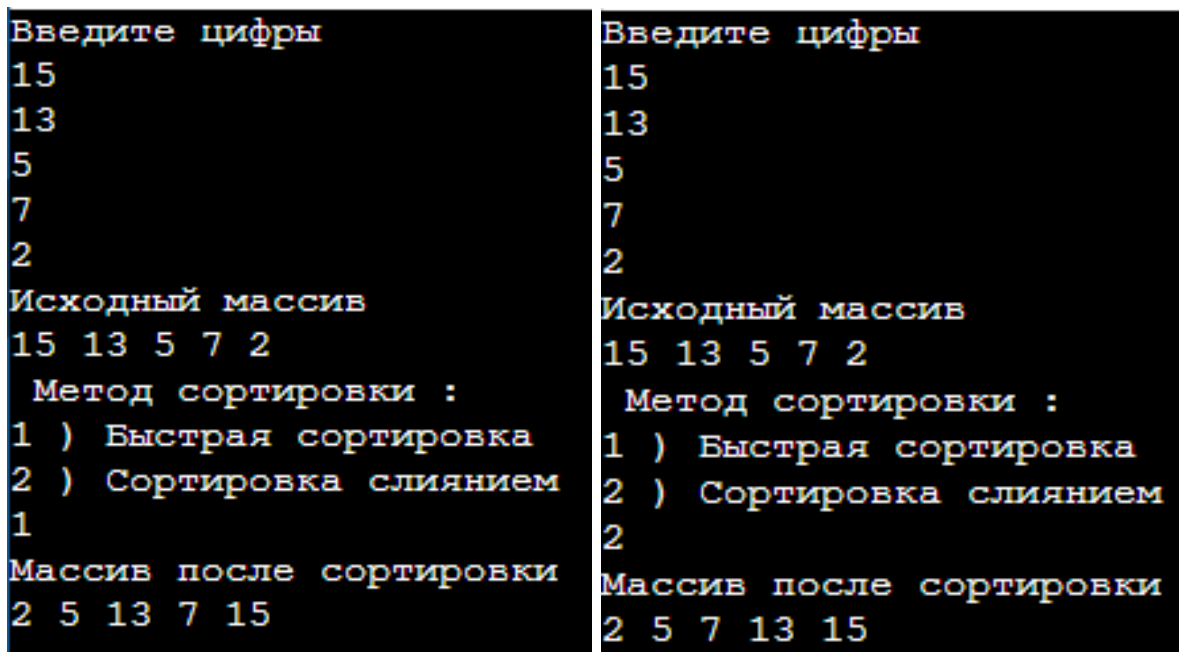 Введите цифры
15
13
5
7
2
Исходный массив
15 13 5 7 2
Метод сортировки :
1 ) Быстрая сортировка
2 ) Сортировка слиянием
1
Массив после сортировки
2 5 13 7 15
Введите цифры
15
13
5
7
2
Исходный массив
15 13 5 7 2
Метод сортировки :
1 ) Быстрая сортировка
2 ) Сортировка слиянием
2
Массив после сортировки
2 5 7 13 15